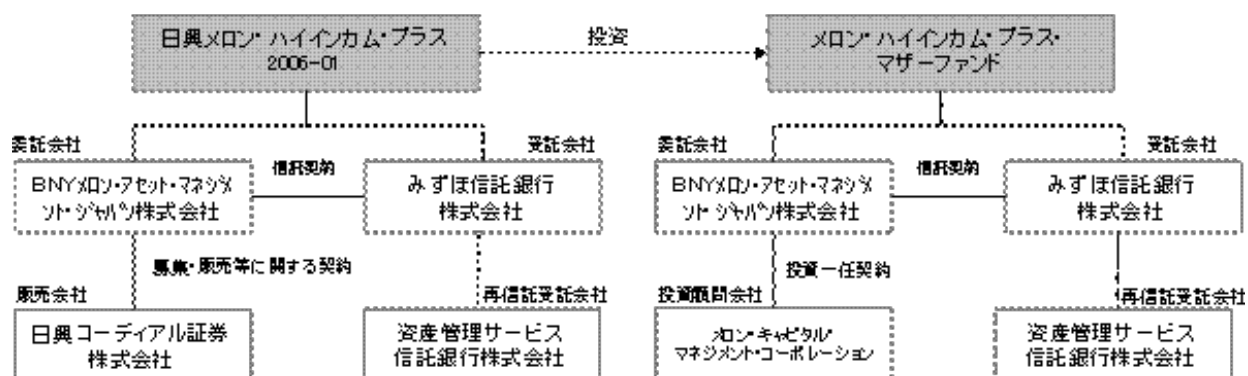 日興メロン・ハイインカム・プラス
2006-01
投資
メロン・ハイインカム・プラス・
マザーファンド
委託会社
受託会社
委託会社
受託会社
BNYメロン・アセット・マネジメ
ント・ジャパン株式会社
信託契約
みずほ信託銀行
株式会社
BNYメロン・アセット・マネジメ
ント・ジャパン株式会社
信託契約
みずほ信託銀行
株式会社
募集・販売等に関する契約
投資一任契約
販売会社
再信託受託会社
投資顧問会社
再信託受託会社
日興コーディアル証券
株式会社
資産管理サービス
信託銀行株式会社
メロン・キャピタル・
マネジメント・コーポレーション
資産管理サービス
信託銀行株式会社